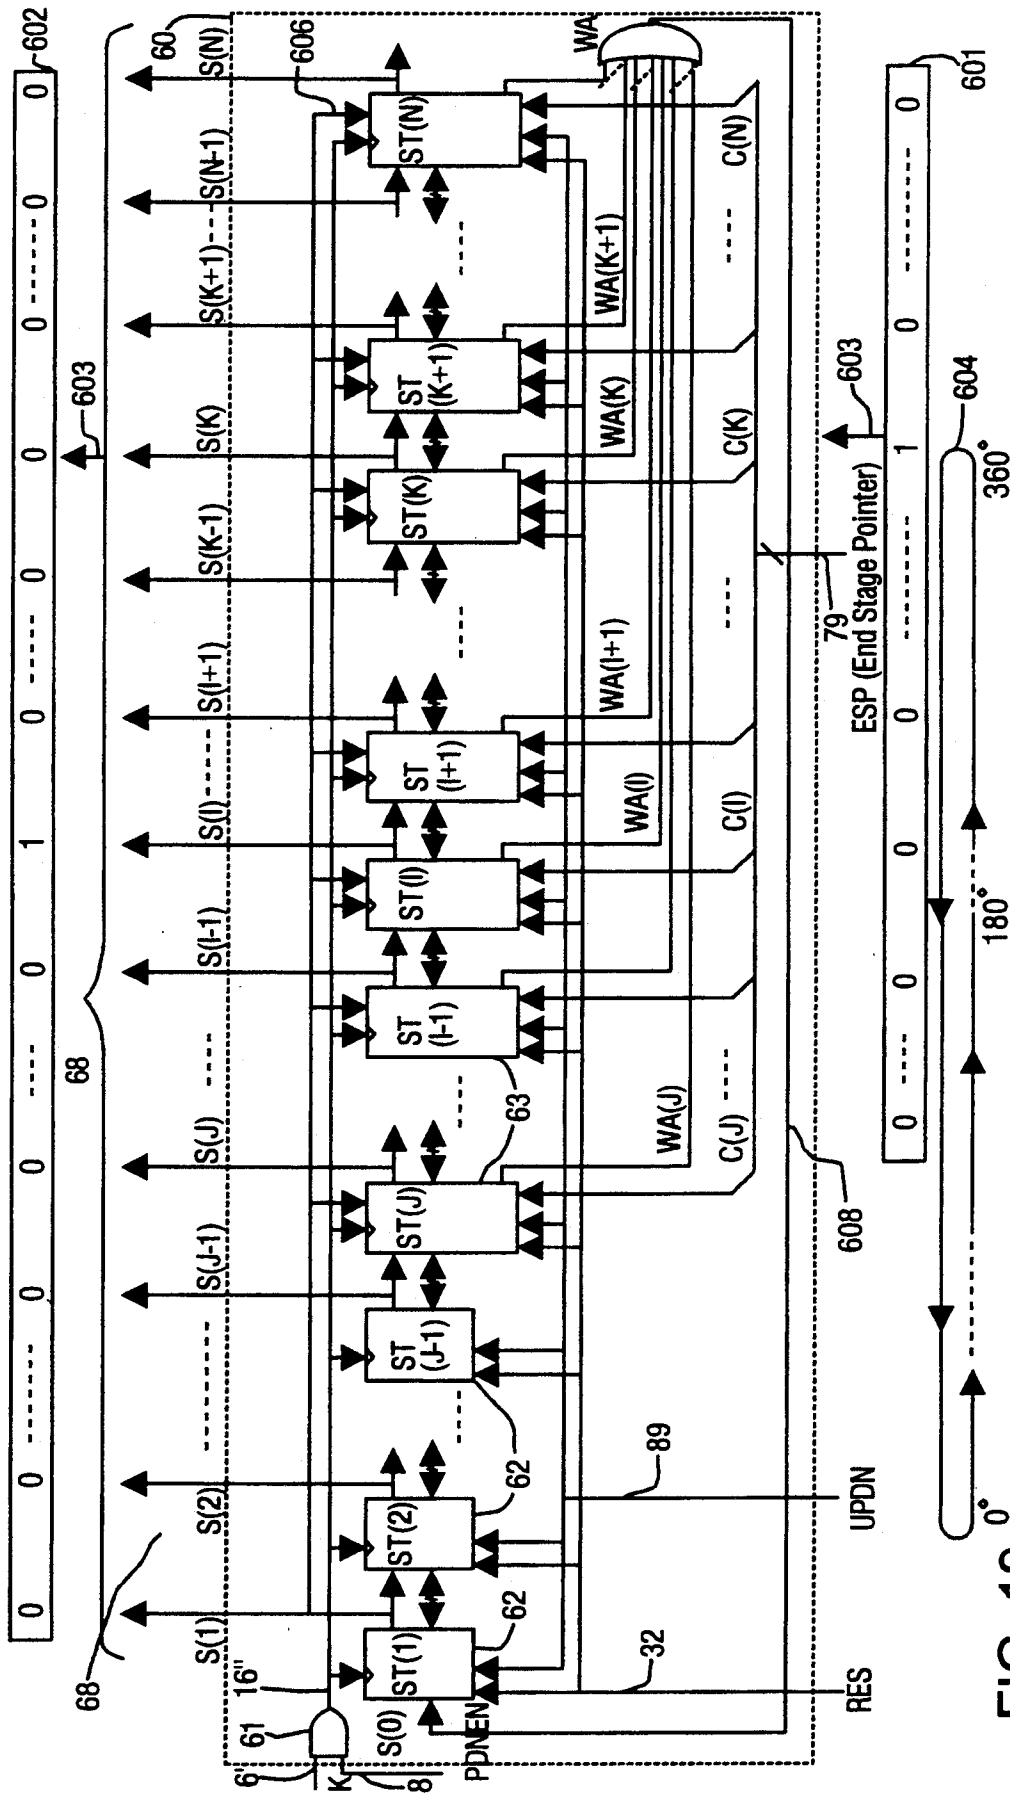 602
0 0 ------ 0 0 ---- 0 0 1 0 ---- 0 0 0 ------ 0 0
603
68
68
S(1) S(2) -------- S(J-1) S(J) ---- S(I-1) S(I) ----- S(I+1) S(K-1) S(K) S(K+1) --- S(N-1) S(N)
60
606
6'
61
16"
K
8
S(0)
PDNEN
ST(1)
ST(2)
ST
(J-1)
ST(J)
ST
(I-1)
ST(I)
ST
(I+1)
ST(K)
ST
(K+1)
ST(N)
62
62
63
WA
WA(J)
WA(I)
WA(I+1)
WA(K)
WA(K+1)
C(J) ---- C(I) ---- C(K) ---- C(N)
RES
32
UPDN
89
608
79
ESP (End Stage Pointer)
603
601
0 ---- 0 0 0 -------- 1 0 -------- 0
604
0° 180° 360°